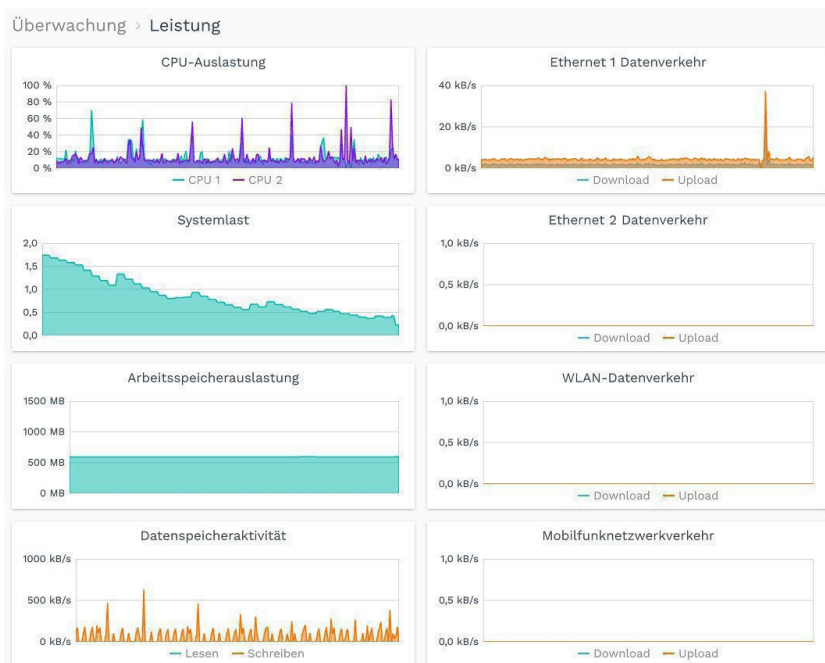 Überwachung > Leistung
CPU-Auslastung
100 %
80 %
60 %
40 %
20 %
0 %
CPU 1 CPU 2
Ethernet 1 Datenverkehr
40 kB/s
20 kB/s
0 kB/s
Download Upload
Systemlast
2,0
1,5
1,0
0,5
0,0
Ethernet 2 Datenverkehr
1,0 kB/s
0,5 kB/s
0,0 kB/s
Download Upload
Arbeitsspeicherauslastung
1500 MB
1000 MB
500 MB
0 MB
WLAN-Datenverkehr
1,0 kB/s
0,5 kB/s
0,0 kB/s
Download Upload
Datenspeicheraktivität
1000 kB/s
500 kB/s
0 kB/s
Lesen Schreiben
Mobilfunknetzwerkverkehr
1,0 kB/s
0,5 kB/s
0,0 kB/s
Download Upload